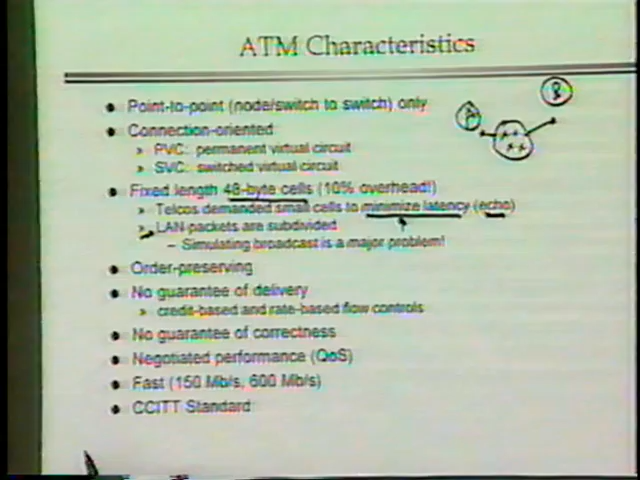 ATM Characteristics
Point-to-point (node/switch to switch) only
Connection-oriented
» PVC: permanent virtual circuit
» SVC: switched virtual circuit
Fixed length 48-byte cells (10% overhead!)
» Telcos demanded small cells to minimize latency (echo)
» LAN packets are subdivided
– Simulating broadcast is a major problem!
Order-preserving
No guarantee of delivery
» credit-based and rate-based flow controls
No guarantee of correctness
Negotiated performance (QoS)
Fast (150 Mb/s, 600 Mb/s)
CCITT Standard
A
B